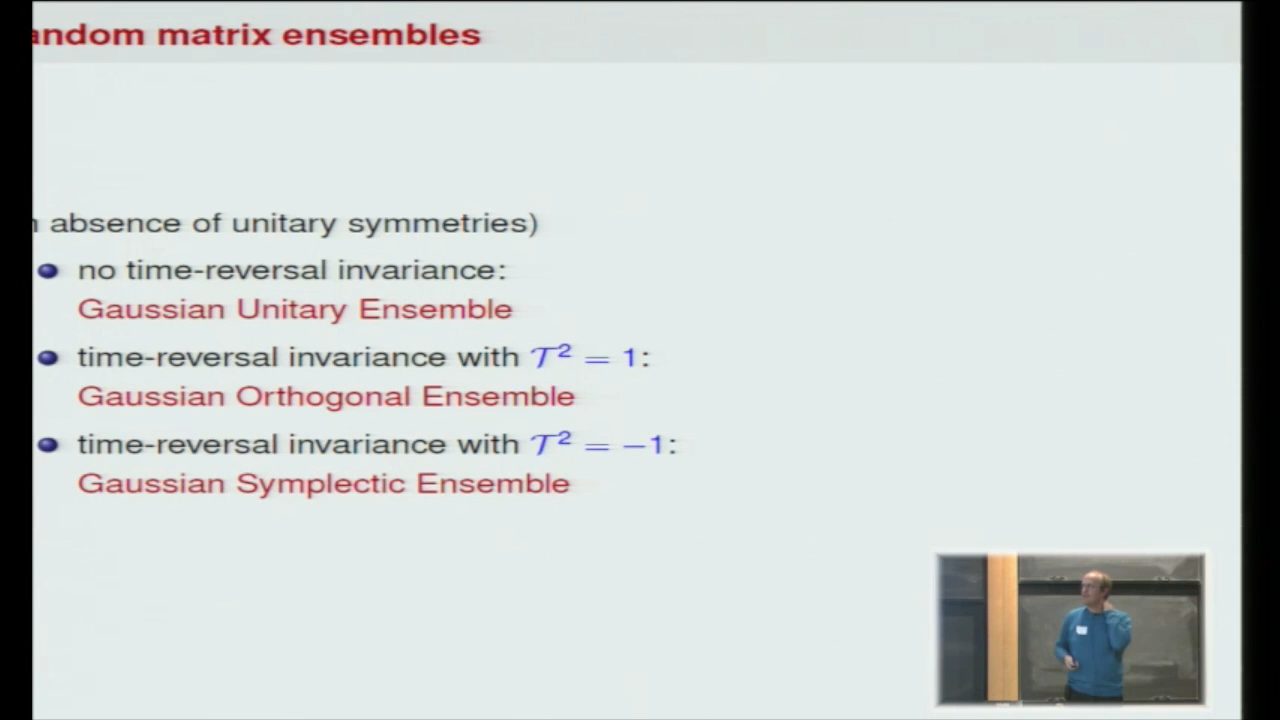 andom matrix ensembles
absence of unitary symmetries)
no time-reversal invariance:
Gaussian Unitary Ensemble
time-reversal invariance with 𝒯² = 1:
Gaussian Orthogonal Ensemble
time-reversal invariance with 𝒯² = −1:
Gaussian Symplectic Ensemble